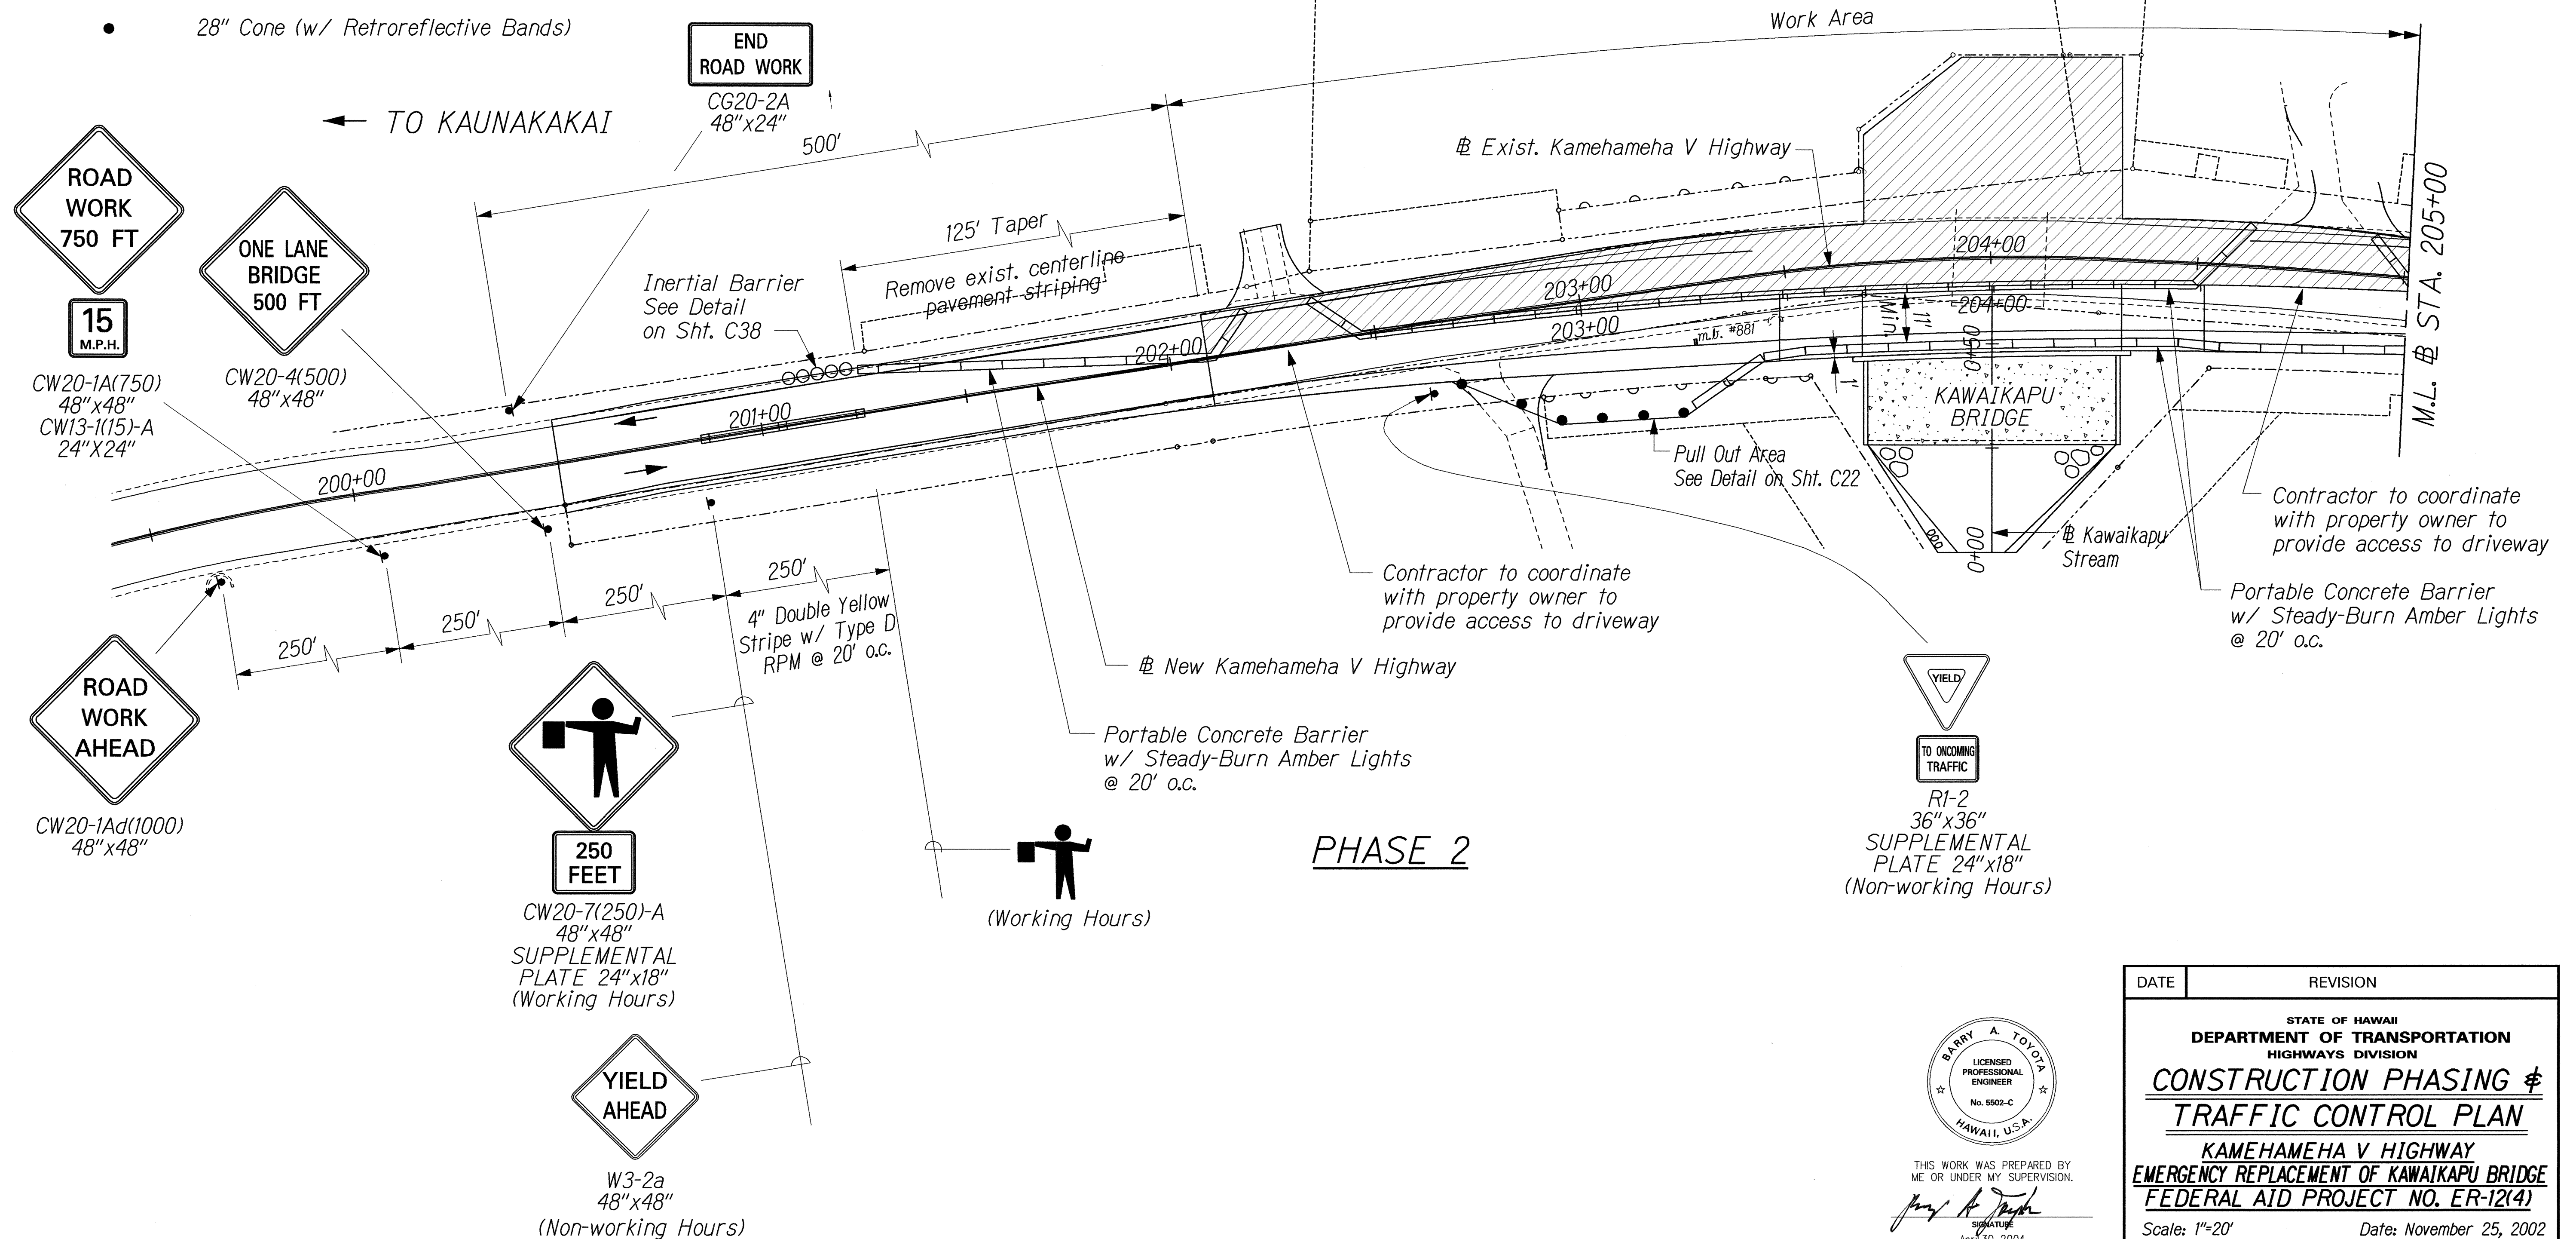 28" Cone (w/ Retroreflective Bands)
END
ROAD WORK
CG20-2A
48"x24"
Work Area
TO KAUNAKAKAI
500'
ROAD
WORK
750 FT
15
M.P.H.
CW20-1A(750)
48"x48"
CW13-1(15)-A
24"X24"
ONE LANE
BRIDGE
500 FT
CW20-4(500)
48"x48"
125' Taper
Remove exist. centerline
pavement striping
Inertial Barrier
See Detail
on Sht. C38
℄ Exist. Kamehameha V Highway
M.L. ℄ STA. 205+00
200+00
201+00
202+00
203+00
203+00
204+00
204+00
m.b. #881
11'
Min.
1'
0+50
KAWAIKAPU
BRIDGE
0+00
℄ Kawaikapu
Stream
Pull Out Area
See Detail on Sht. C22
Contractor to coordinate
with property owner to
provide access to driveway
Contractor to coordinate
with property owner to
provide access to driveway
Portable Concrete Barrier
w/ Steady-Burn Amber Lights
@ 20' o.c.
250'
250'
250'
250'
4" Double Yellow
Stripe w/ Type D
RPM @ 20' o.c.
℄ New Kamehameha V Highway
Portable Concrete Barrier
w/ Steady-Burn Amber Lights
@ 20' o.c.
ROAD
WORK
AHEAD
CW20-1Ad(1000)
48"x48"
250
FEET
CW20-7(250)-A
48"x48"
SUPPLEMENTAL
PLATE 24"x18"
(Working Hours)
YIELD
AHEAD
W3-2a
48"x48"
(Non-working Hours)
(Working Hours)
PHASE 2
YIELD
TO ONCOMING
TRAFFIC
R1-2
36"x36"
SUPPLEMENTAL
PLATE 24"x18"
(Non-working Hours)
BARRY A. TOYOTA
LICENSED
PROFESSIONAL
ENGINEER
No. 5502-C
HAWAII, U.S.A.
THIS WORK WAS PREPARED BY
ME OR UNDER MY SUPERVISION.
SIGNATURE
April 30, 2004
DATE REVISION
STATE OF HAWAII
DEPARTMENT OF TRANSPORTATION
HIGHWAYS DIVISION
CONSTRUCTION PHASING &
TRAFFIC CONTROL PLAN
KAMEHAMEHA V HIGHWAY
EMERGENCY REPLACEMENT OF KAWAIKAPU BRIDGE
FEDERAL AID PROJECT NO. ER-12(4)
Scale: 1"=20' Date: November 25, 2002